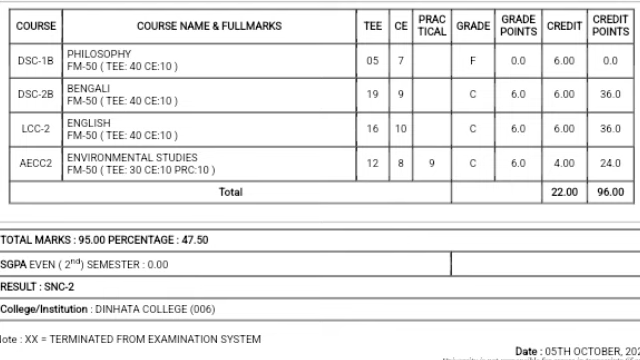 COURSE COURSE NAME & FULLMARKS TEE CE PRAC TICAL GRADE GRADE POINTS CREDIT CREDIT POINTS
DSC-1B PHILOSOPHY 05 7 F 0.0 6.00 0.0
FM-50 ( TEE: 40 CE:10 )
DSC-2B BENGALI 19 9 C 6.0 6.00 36.0
FM-50 ( TEE: 40 CE:10 )
LCC-2 ENGLISH 16 10 C 6.0 6.00 36.0
FM-50 ( TEE: 40 CE:10 )
AECC2 ENVIRONMENTAL STUDIES 12 8 9 C 6.0 4.00 24.0
FM-50 ( TEE: 30 CE:10 PRC:10 )
Total 22.00 96.00
TOTAL MARKS : 95.00 PERCENTAGE : 47.50
SGPA EVEN ( 2nd) SEMESTER : 0.00
RESULT : SNC-2
College/Institution : DINHATA COLLEGE (006)
ote : XX = TERMINATED FROM EXAMINATION SYSTEM
Date : 05TH OCTOBER, 202